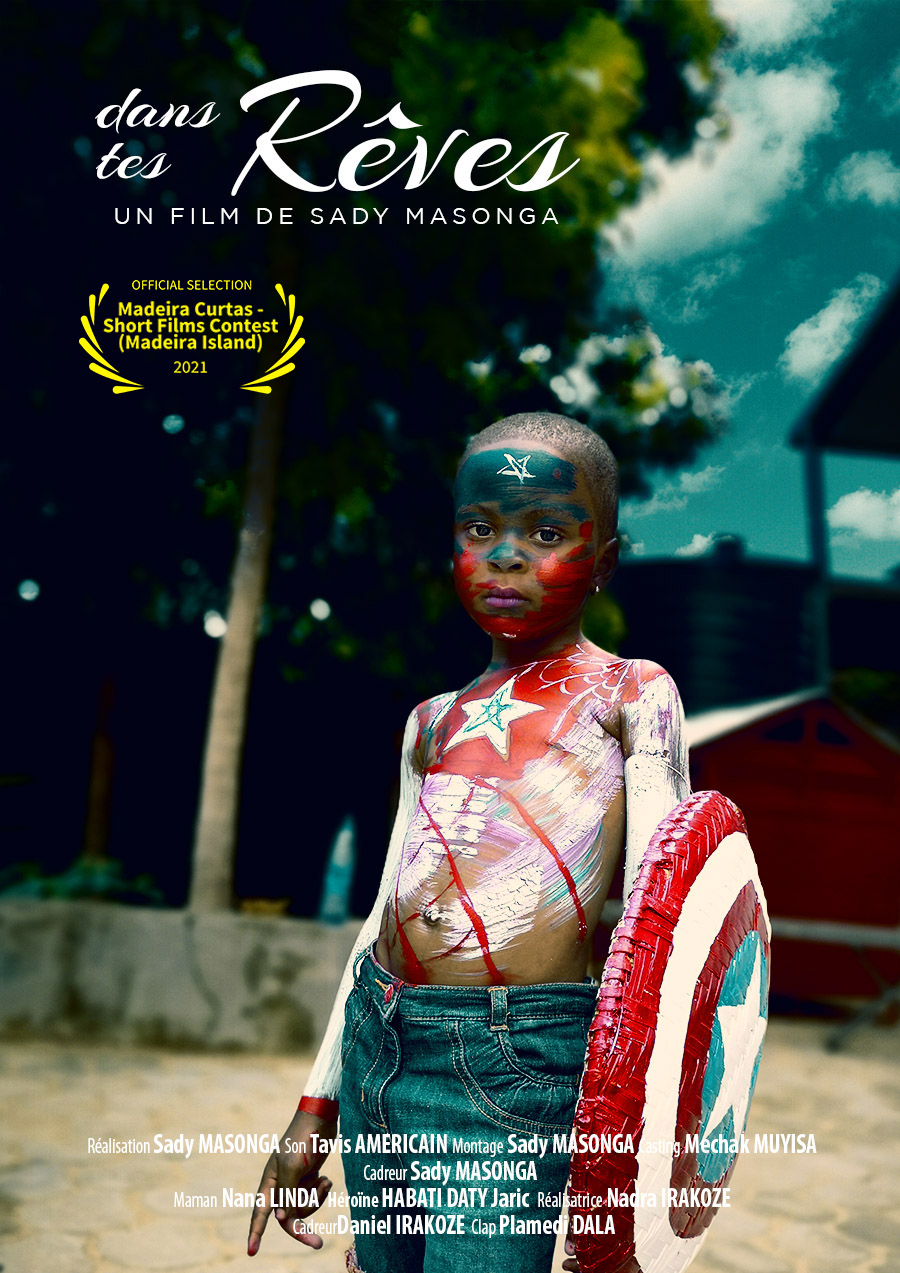 dans
tes Rêves
UN FILM DE SADY MASONGA
OFFICIAL SELECTION
Madeira Curtas -
Short Films Contest
(Madeira Island)
2021
Réalisation Sady MASONGA Son Tavis AMERICAIN Montage Sady MASONGA Casting Mechak MUYISA
Cadreur Sady MASONGA
Maman Nana LINDA Héroïne HABATI DATY Jaric Réalisatrice Nadra IRAKOZE
Càdreur Daniel IRAKOZE Clap Plamedi DALA